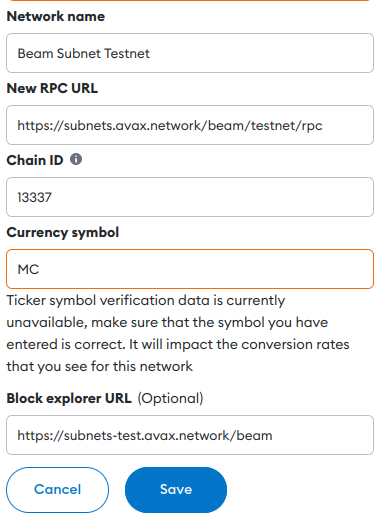 Network name
Beam Subnet Testnet
New RPC URL
https://subnets.avax.network/beam/testnet/rpc
Chain ID
13337
Currency symbol
MC
Ticker symbol verification data is currently
unavailable, make sure that the symbol you have
entered is correct. It will impact the conversion rates
that you see for this network
Block explorer URL (Optional)
https://subnets-test.avax.network/beam
Cancel Save